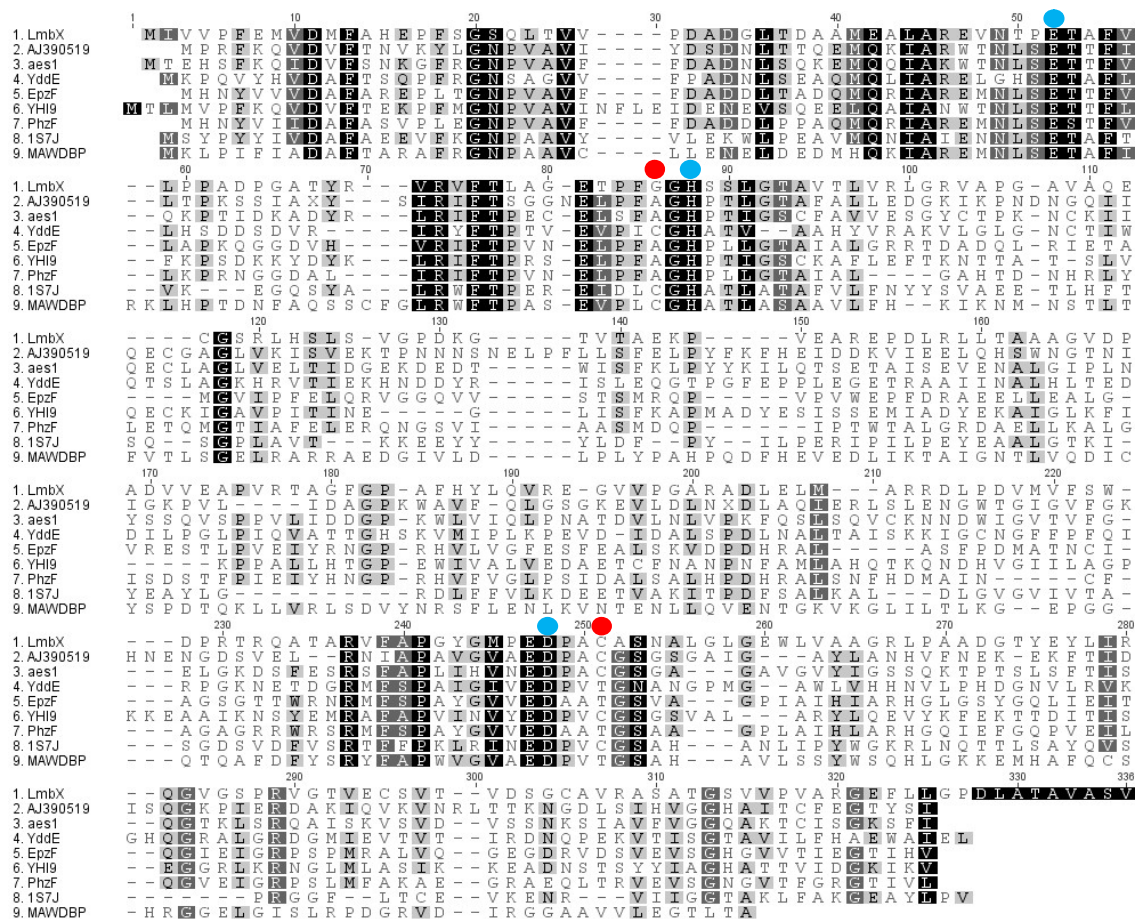 1 10 20 30 40 50
1. LmbX MIVVPFEMVDMFAHEPFSGSQLTVV----PDADGLTDAAMEALAREVNTPETAFV
2. AJ390519 MPRFKQVDVFTNVKYLGNPVAVI----YDSDNLTTQEMQKIARWTNLSETTFV
3. aes1 MTEHSFKQIDVFSNKGFRGNPVAVF----FDADNLSQKEMQQIAKWTNLSETTFV
4. YddE MKPQVYHVDAFTSQPFRGNSAGVV----FPADNLSEAQMQLIARELGHSETAFL
5. EpzF MHNYVVVDAFAREPLTGNPVAVF----FDADDLTADQMQRIAREMNLSETTFV
6. YHI9 MTLMVPFKQVDVFTEKPFMGNPVAVINFLEIDENEVSQEELQAIANWTNLSETTFL
7. PhzF MHNYVIIDAFASVPLEGNPVAVF----FDADDLPPAQMQRIAREMNLSESTFV
8. 1S7J MSYPYYIVDAFAEEVFKGNPAAVY----VLEKWLPEAVMQNIAIENNLSETAFT
9. MAWDBP MKLPIFIADAFTARAFRGNPAAVC----LLENELDEDMHQKIAREMNLSETAFI
60 70 80 90 100 110
1. LmbX --LPPADPGATYR---VRVFTLAG-ETPFGGHSSLGTAVTLVRLGRVAPG-AVAQE
2. AJ390519 --LTPKSSIAXY---SIRIFTSGGNELPFAGHPTLGTAFALLEDGKIKPNDNGQII
3. aes1 --QKPTIDKADYR---LRIFTPEC-ELSFAGHPTIGSCFAVVESGYCTPK-NCKII
4. YddE --LHSDDSDVR-----IRYFTPTV-EVPICGHATV---AAHYVRAKVLGLG-NCTIW
5. EpzF --LAPKQGGDVH----VRIFTPVN-ELPFAGHPLLGTAIALGRRTDADQL-RIETA
6. YHI9 --FKPSDKKYDYK---LRIFTPRS-ELPFAGHPTIGSCKAFLEFTKNTTA-T-SLV
7. PhzF --LKPRNGGDAL----IRIFTPVN-ELPFAGHPLLGTAIAL----GAHTD-NHRLY
8. 1S7J --VK----EGQSYA---LRWFTPER-EIDLCGHATLATAFVLFNYYSVAEE-TLHFT
9. MAWDBP RKLHPTDNFAQSSCFGLRWFTPAS-EVPLCGHATLASAAVLFH--KIKNM-NSTLT
120 130 140 150 160
1. LmbX ----CGSRLHSLS-VGPDKG-----TVTAEKP----VEAREPDLRLLTAAGVDP
2. AJ390519 QECGAGLVKISVEKTPNNNSNELPFLLSFELPYFKFHEIDDKVIEELQHSWNGTNI
3. aes1 QECLAGLVELTIDGEKDEDT----WISFKLPYYKILQTSETAISEVENALGIPLN
4. YddE QTSLAGKHRVTIEKHNDDYR----ISLEQGTPGFEPPLEGETRAAIINALHLTED
5. EpzF ----MGVIPFELQRVGGQVV----STSMRQP----VPVWEPFDRAEELLEALG-
6. YHI9 QECKIGAVPITINE----G-----LISFKAPMADYESISSEMIADYEKAIGLKFI
7. PhzF LETQMGTIAFELERQNGSVI----AASMDQP----IPTWTALGRDAELLKALG
8. 1S7J SQ--SGPLAVT--KKEEYY-----LDF--P-Y---ILPERIPILPEYEAALGTKI-
9. MAWDBP FVTLSGELRARRAEDGIVLD----LPLYPAHPQDFHEVEDLIKTAIGNTLVQDIC
170 180 190 200 210 220
1. LmbX ADVVEAPVRTAGFGP-AFHYLQVRE-GVVPGARADLELM---ARRDLPDVMVFSW-
2. AJ390519 IGKPVL---IDAGPKWAVF-QLGSGKEVLDLNXDLAQIERLSLENGWTGIGVFGK
3. aes1 YSSQVSPPVLIDDGP-KWLVIQLPNATDVLNLVPKFQSLSQVCKNNDWIGVTVFG-
4. YddE DILPGLPIQVATTGHSKVMIPLKPEVD-IDALSPDLNALTAISKKIGCNGFFPFQI
5. EpzF VRESTLPVEIYRNGP-RHVLVGFESFEALSKVDPDHRAL---ASFPDMATNCI-
6. YHI9 --KPPALLHTGPE-WIVALVEDAETCFNANPNFAMLAHQTKQNDHVGIILAGP
7. PhzF ISDSTFPIEIYHNGP-RHVFVGLPSIDALSALHPDHRALSNFHDMAIN---CF-
8. 1S7J YEAYLG------RDLFFVLKDEETVAKITPDFSALKAL---DLGVGVIVTA--
9. MAWDBP YSPDTQKLLVRLSDVYNRSFLENLKVNTENLLQVENTGKVKGLILTLKG--EPGG--
230 240 250 260 270 280
1. LmbX ---DPRTRQATARVFAPGYGMPEDPACASNALGLGEWLVAAGRLPAADGTYEYLIR
2. AJ390519 HNENGDSVEL--RNIAPAVGVAEDPACGSGSGAIG---AYLANHVFNEK-EKFTID
3. aes1 ---ELGKDSFESRSFAPLIHVNEDPACGSGA----GAVGVYIGSSQKTPTSLSFTIS
4. YddE ---RPGKNETDGRMFSPAIGIVEDPVTGNANGPMG---AWLVHHNVLPHDGNVLRVK
5. EpzF ---AGSGTTWRNRMFSPAYGVVEDAATGSVA---GPIAIHIARHGLGSYGQLIEIT
6. YHI9 KKEAAIKNSYEMRAFAPVINVYEDPVCGSGSVAL---ARYLQEVYKFEKTTDITIS
7. PhzF ---AGAGRRWRSRMFSPAYGVVEDAATGSAA---GPLAIHLARHGQIEFGQPVEIL
8. 1S7J ---SGDSVDFVSRTFFPKLRINEDPVCGSAH---ANLIPYWGKRLNQTTLSAYQVS
9. MAWDBP ---QTQAFDFYSRYFAPWVGVAEDPVTGSAH---AVLSSYWSQHLGKKEMHAFQCS
290 300 310 320 330 336
1. LmbX --QGVGSPRVGTVECSVT--VDSGCAVRASATGSVVPVARGEFLLGPDLATAVASV
2. AJ390519 ISQGKPIERDAKIQVKVNRLTTKNGDLSIHVGGHAITCFEGTYSI
3. aes1 --QGTKLSRQAISKVSVD--VSSNKSIAVFVGGQAKTCISGKSFI
4. YddE GHQGRALGRDGMIEVTVT--IRDNQPEKVTISGTAVILFHAEWAIEL
5. EpzF --QGIEIGRPSPMRALVQ---GEGDRVDSVEVSGHGVVTIEGTIHV
6. YHI9 --EGGRLKRNGLMLASIK--KEADNSTSYYIAGHATTVIDGKIKV
7. PhzF --QGVEIGRPSLMFAKAE---GRAEQLTRVEVSGNGVTFGRGTIVL
8. 1S7J ----PRGGF--LTCE---VKENR---VIIGGTAKLFAKGEAYLPV
9. MAWDBP --HRGGELGISLRPDGRVD--IRGGAAVVLEGTLTA